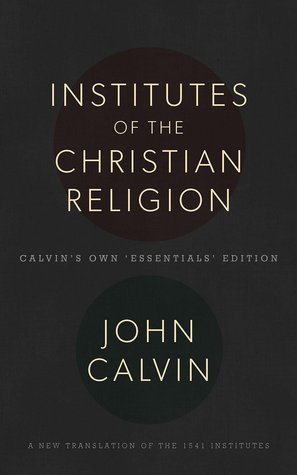 INSTITUTES
OF THE
CHRISTIAN
RELIGION
CALVIN'S OWN 'ESSENTIALS' EDITION
JOHN
CALVIN
A NEW TRANSLATION OF THE 1541 INSTITUTES